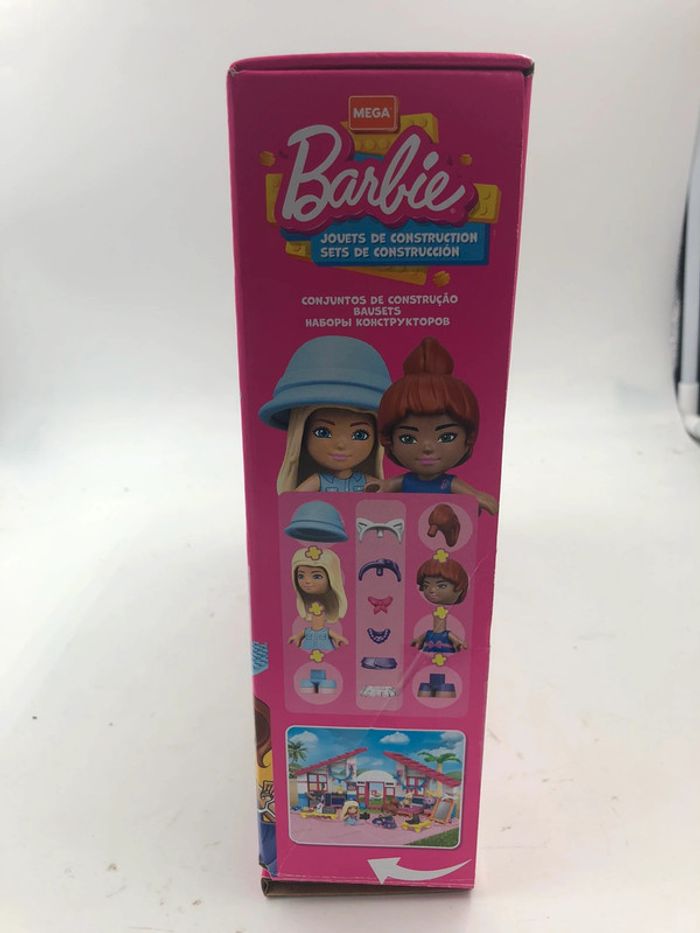 MEGA
Barbie
JOUETS DE CONSTRUCTION
SETS DE CONSTRUCCIÓN
CONJUNTOS DE CONSTRUÇÃO
BAUSETS
НАБОРЫ КОНСТРУКТОРОВ